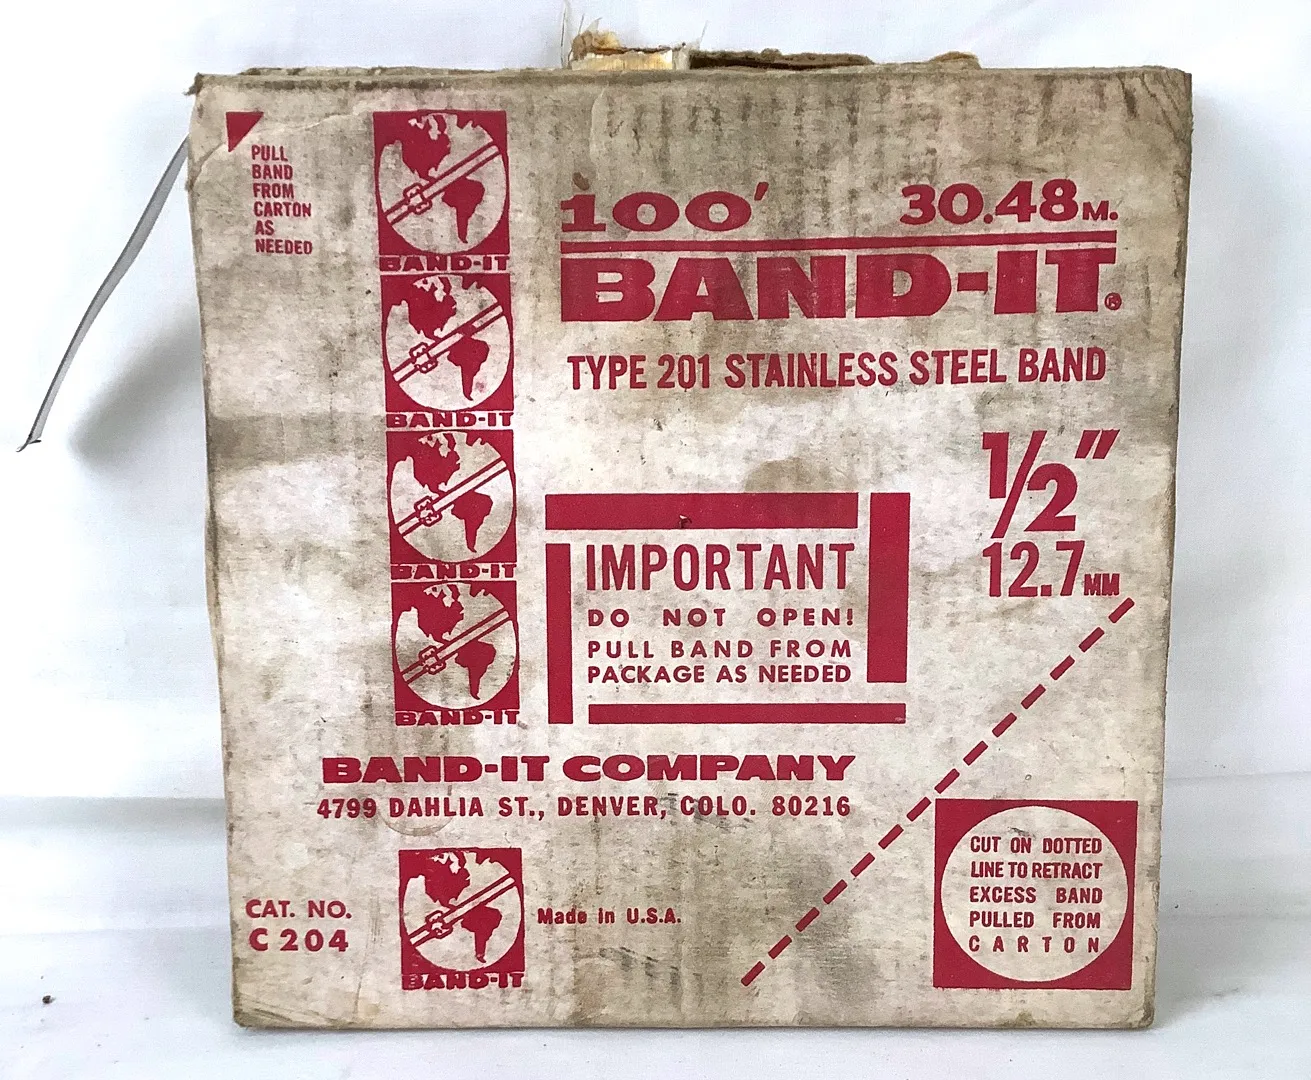 PULL
BAND
FROM
CARTON
AS
NEEDED
BAND-IT
BAND-IT
BAND-IT
BAND-IT
100' 30.48 M.
BAND-IT®
TYPE 201 STAINLESS STEEL BAND
1/2"
12.7 MM
IMPORTANT
DO NOT OPEN!
PULL BAND FROM
PACKAGE AS NEEDED
BAND-IT COMPANY
4799 DAHLIA ST., DENVER, COLO. 80216
CAT. NO.
C 204
BAND-IT
Made in U.S.A.
CUT ON DOTTED
LINE TO RETRACT
EXCESS BAND
PULLED FROM
CARTON